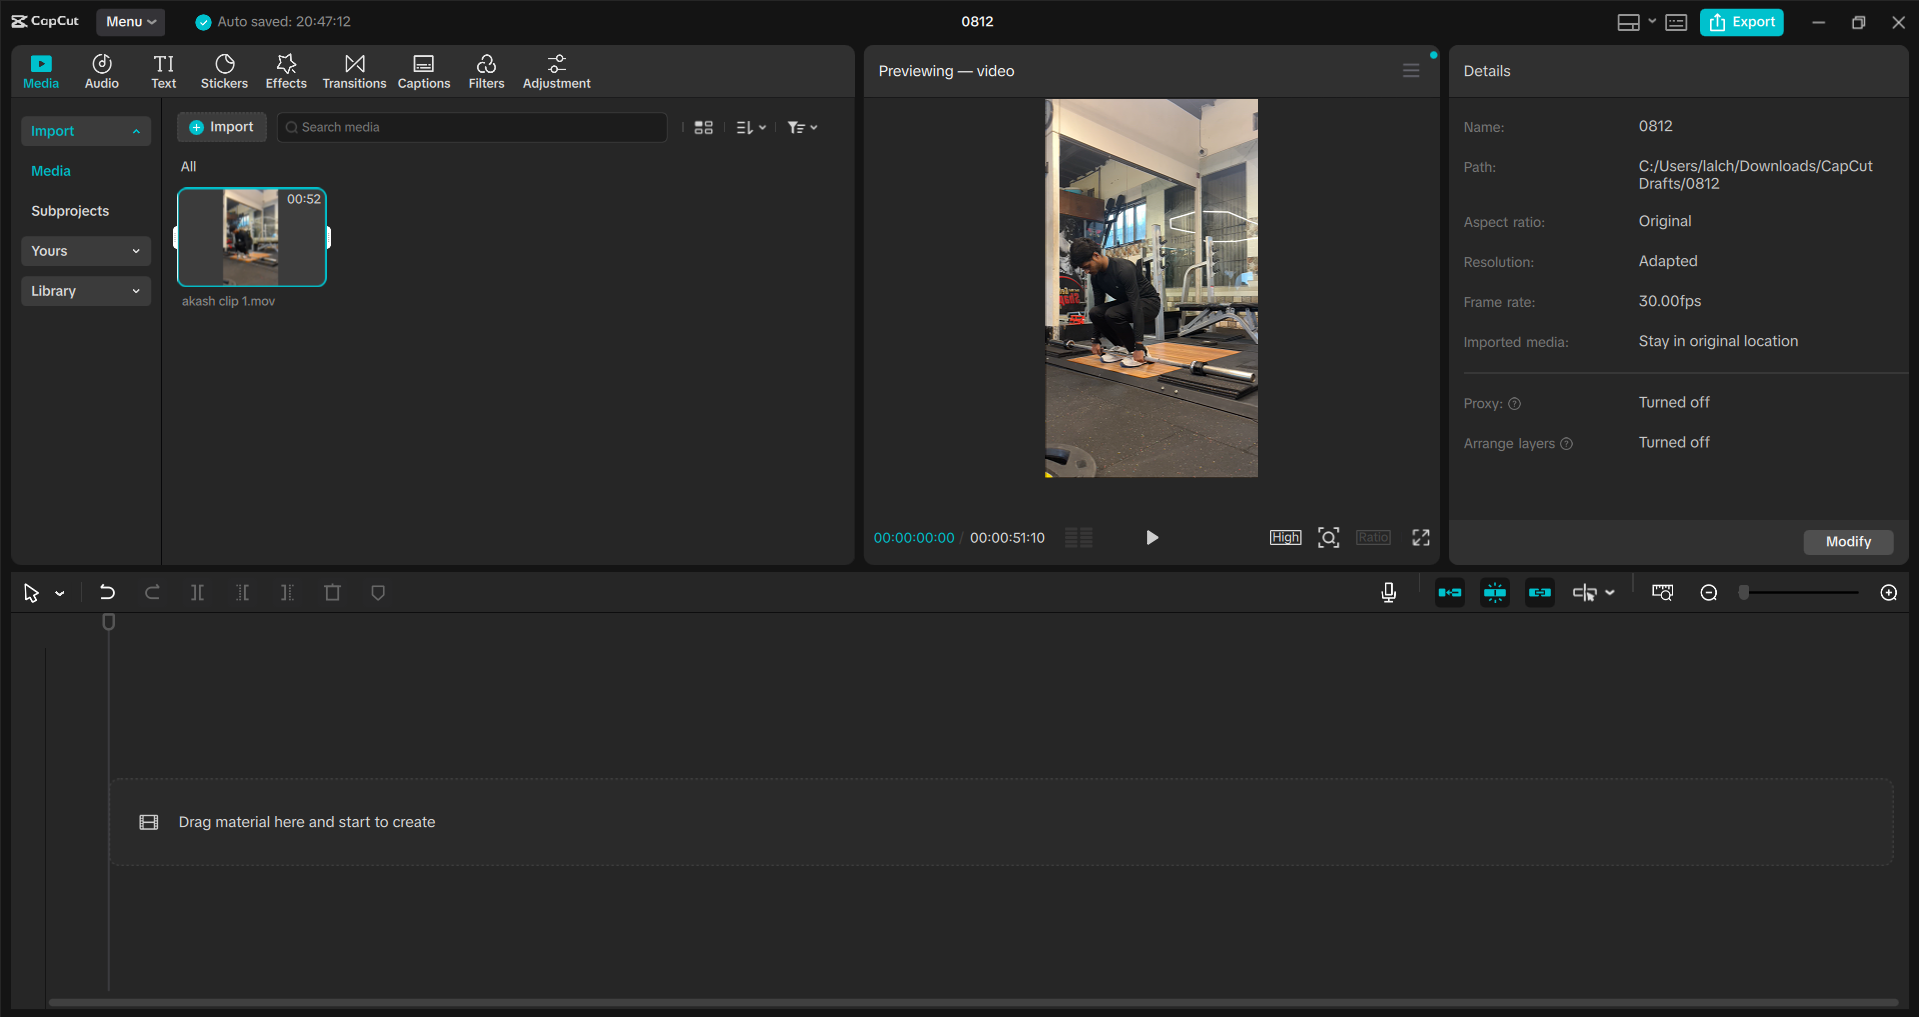 CapCut Menu Auto saved: 20:47:12 0812 Export
Media Audio Text Stickers Effects Transitions Captions Filters Adjustment
Import
Media
Subprojects
Yours
Library
Import Search media
All
00:52
akash clip 1.mov
Previewing — video
00:00:00:00 / 00:00:51:10 High Ratio
Details
Name: 0812
Path: C:/Users/lalch/Downloads/CapCut
Drafts/0812
Aspect ratio: Original
Resolution: Adapted
Frame rate: 30.00fps
Imported media: Stay in original location
Proxy: Turned off
Arrange layers Turned off
Modify
Drag material here and start to create